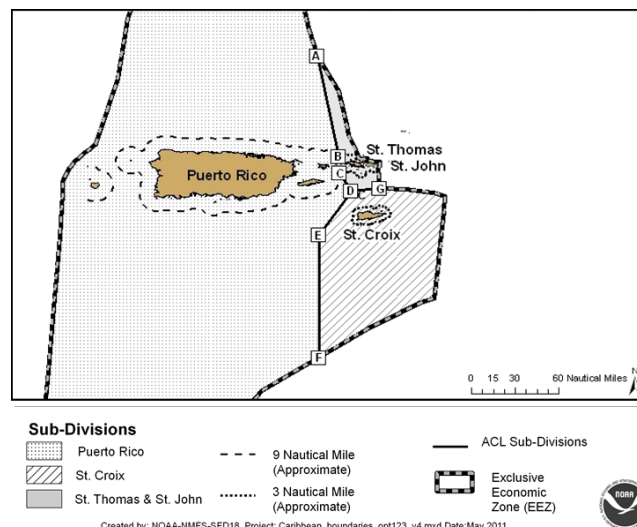 A
B
St. Thomas
St. John
Puerto Rico
C
D
G
St. Croix
E
F
N
0 15 30 60 Nautical Miles
Sub-Divisions
Puerto Rico
St. Croix
St. Thomas & St. John
9 Nautical Mile
(Approximate)
3 Nautical Mile
(Approximate)
ACL Sub-Divisions
Exclusive
Economic
Zone (EEZ)
NOAA
Created by: NOAA-NMFS-SFD18 Project: Caribbean_boundaries_opt123_v4.mxd Date:May 2011